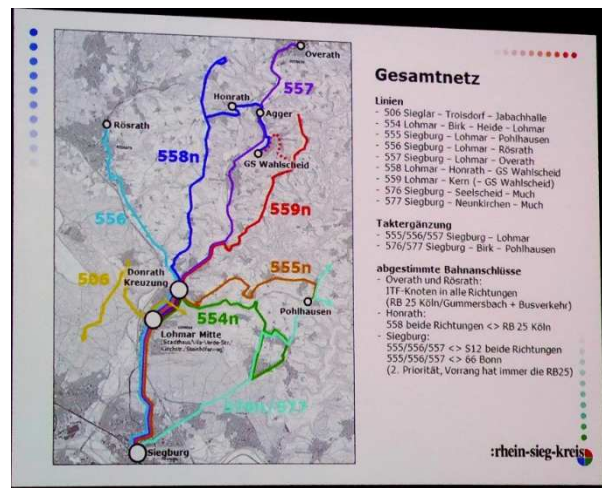 Overath
Honrath
557
Agger
Rösrath
558n
GS Wahlscheid
559n
556
Donrath
Kreuzung
506
555n
554n
Pohlhausen
Lohmar Mitte
Siegburg
Gesamtnetz
Linien
- 506 Sieglar - Troisdorf - Jabachhalle
- 554 Lohmar - Birk - Heide - Lohmar
- 555 Siegburg - Lohmar - Pohlhausen
- 556 Siegburg - Lohmar - Rösrath
- 557 Siegburg - Lohmar - Overath
- 558 Lohmar - Honrath - GS Wahlscheid
- 559 Lohmar - Kern (- GS Wahlscheid)
- 576 Siegburg - Seelscheid - Much
- 577 Siegburg - Neunkirchen - Much
Taktergänzung
- 555/556/557 Siegburg - Lohmar
- 576/577 Siegburg - Birk - Pohlhausen
abgestimmte Bahnanschlüsse
- Overath und Rösrath:
ITF-Knoten in alle Richtungen
(RB 25 Köln/Gummersbach + Busverkehr)
- Honrath:
558 beide Richtungen <> RB 25 Köln
- Siegburg:
555/556/557 <> S12 beide Richtungen
555/556/557 <> 66 Bonn
(2. Priorität, Vorrang hat immer die RB25)
:rhein-sieg-kreis